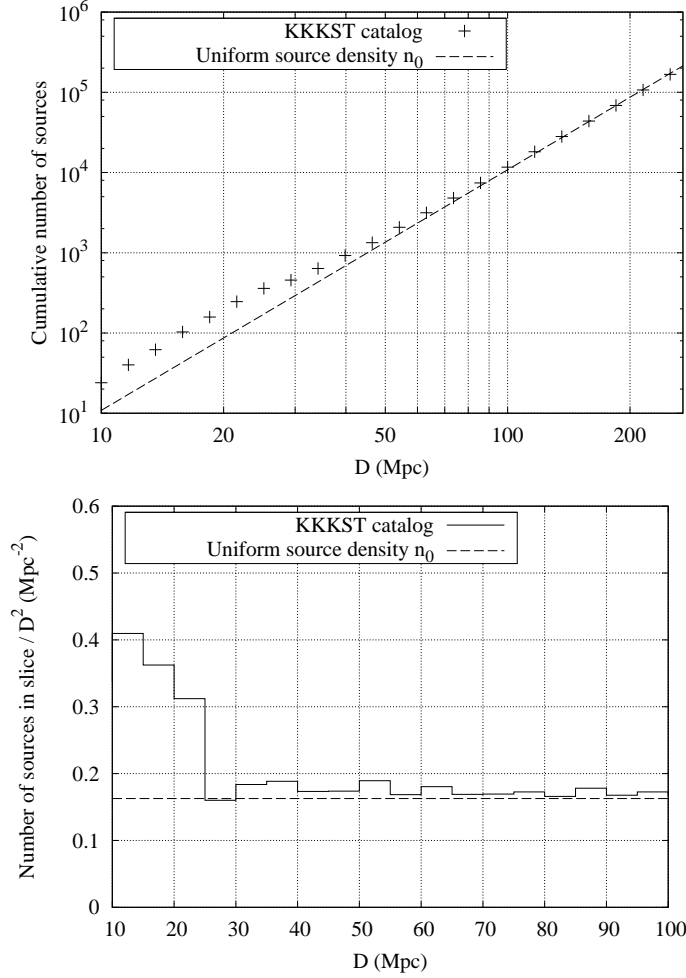 10^6
KKKST catalog
Uniform source density n_0
10^5
10^4
10^3
10^2
10^1
Cumulative number of sources
10 20 50 100 200
D (Mpc)
0.6
KKKST catalog
Uniform source density n_0
0.5
0.4
0.3
0.2
0.1
0
Number of sources in slice / D^2 (Mpc^-2)
10 20 30 40 50 60 70 80 90 100
D (Mpc)